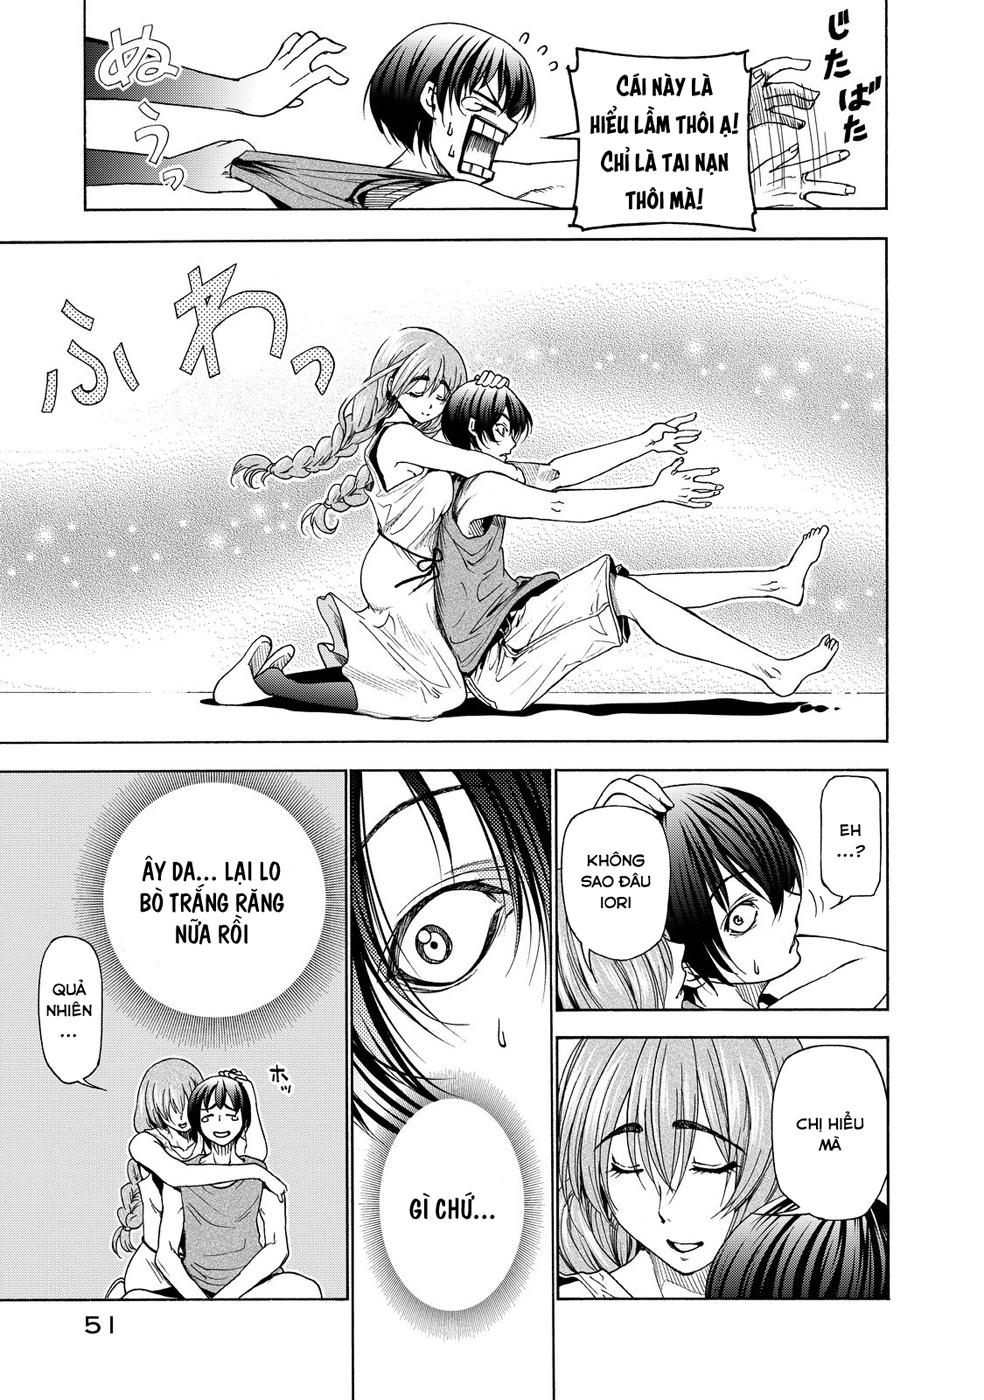 じたばた
CÁI NÀY LÀ
HIỂU LẦM THÔI Ạ!
CHỈ LÀ TAI NẠN
THÔI MÀ!
ぬぅっ
ふわっ
EH
...?
KHÔNG
SAO ĐÂU
IORI
CHỊ HIỂU
MÀ
GÌ CHỨ...
ÂY DA... LẠI LO
BÒ TRẮNG RĂNG
NỮA RỒI
QUẢ
NHIÊN
...
ホッ
51